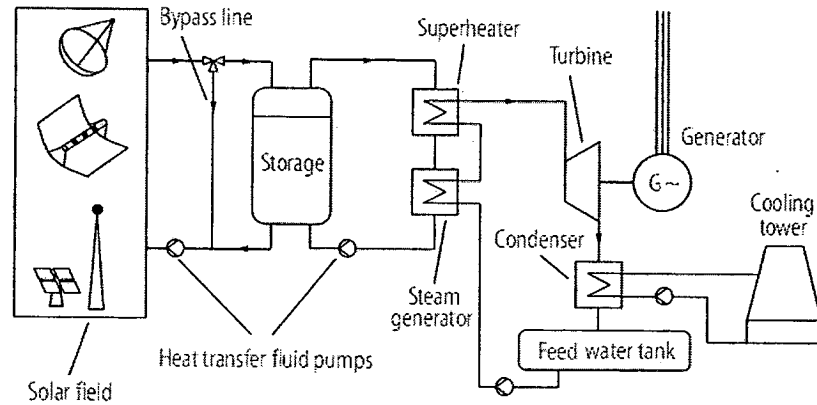 Bypass line
Superheater
Turbine
Generator
Storage
G~
Cooling
tower
Condenser
Steam
generator
Heat transfer fluid pumps
Feed water tank
Solar field